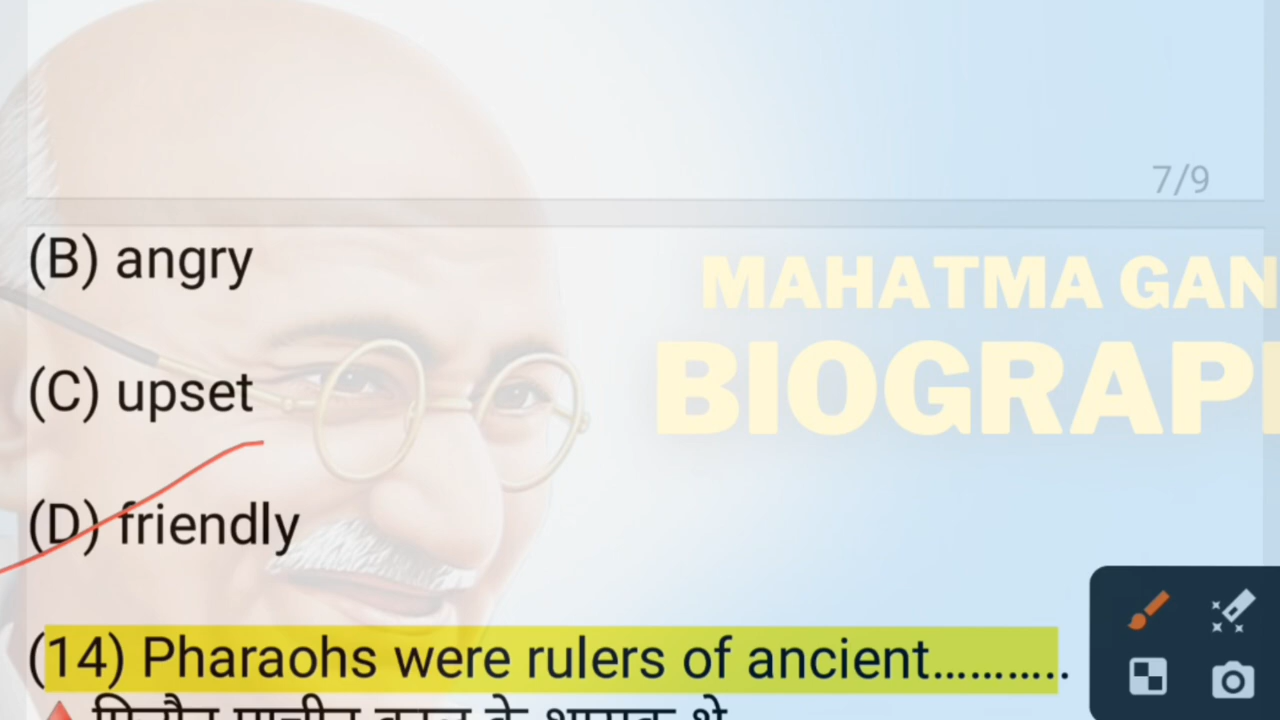 7/9
(B) angry
MAHATMA GAN
(C) upset
BIOGRAP
(D) friendly
(14) Pharaohs were rulers of ancient...........